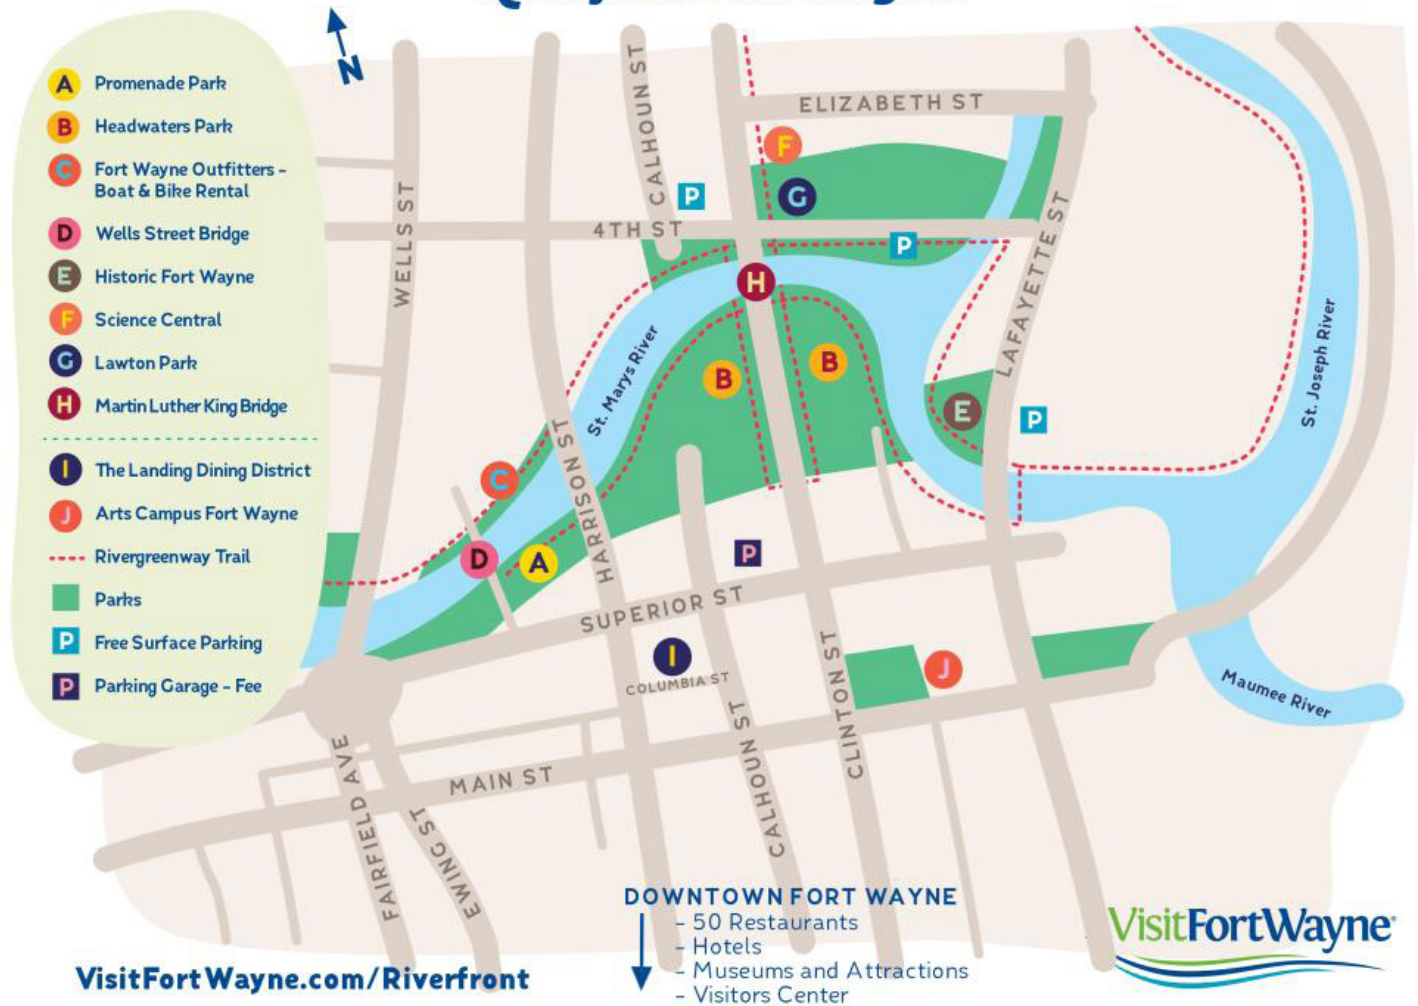 N
A Promenade Park
B Headwaters Park
C Fort Wayne Outfitters -
Boat & Bike Rental
D Wells Street Bridge
E Historic Fort Wayne
F Science Central
G Lawton Park
H Martin Luther King Bridge
I The Landing Dining District
J Arts Campus Fort Wayne
Rivergreenway Trail
Parks
P Free Surface Parking
P Parking Garage - Fee
CALHOUN ST
ELIZABETH ST
F
P
G
WELLS ST
4TH ST
P
LAFAYETTE ST
H
St. Marys River
St. Joseph River
B
B
E
P
C
HARRISON ST
D
A
P
SUPERIOR ST
I
COLUMBIA ST
J
Maumee River
CLINTON ST
CALHOUN ST
MAIN ST
FAIRFIELD AVE
EWING ST
DOWNTOWN FORT WAYNE
- 50 Restaurants
- Hotels
- Museums and Attractions
- Visitors Center
VisitFortWayne.com/Riverfront
VisitFortWayne